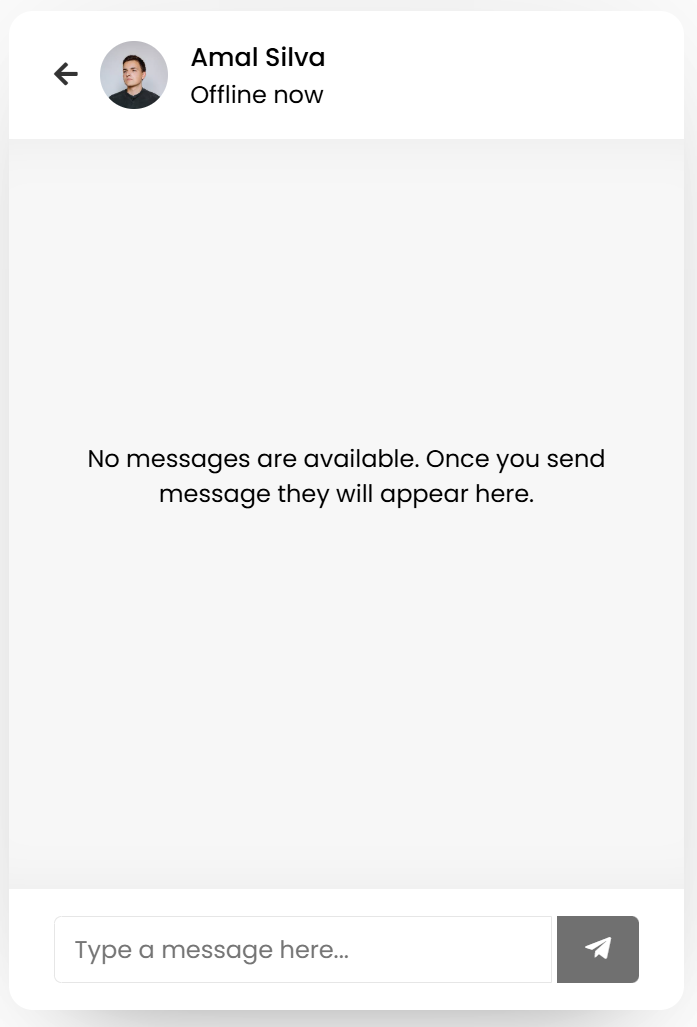 Amal Silva
Offline now
No messages are available. Once you send
message they will appear here.
Type a message here...